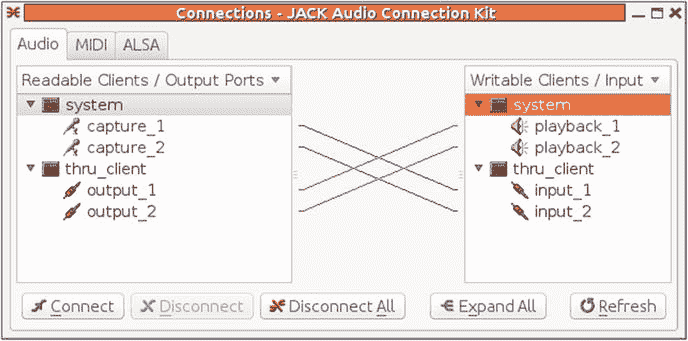 Connections - JACK Audio Connection Kit
Audio MIDI ALSA
Readable Clients / Output Ports
Writable Clients / Input
system
system
capture_1
playback_1
capture_2
playback_2
thru_client
thru_client
output_1
input_1
output_2
input_2
Connect Disconnect Disconnect All Expand All Refresh